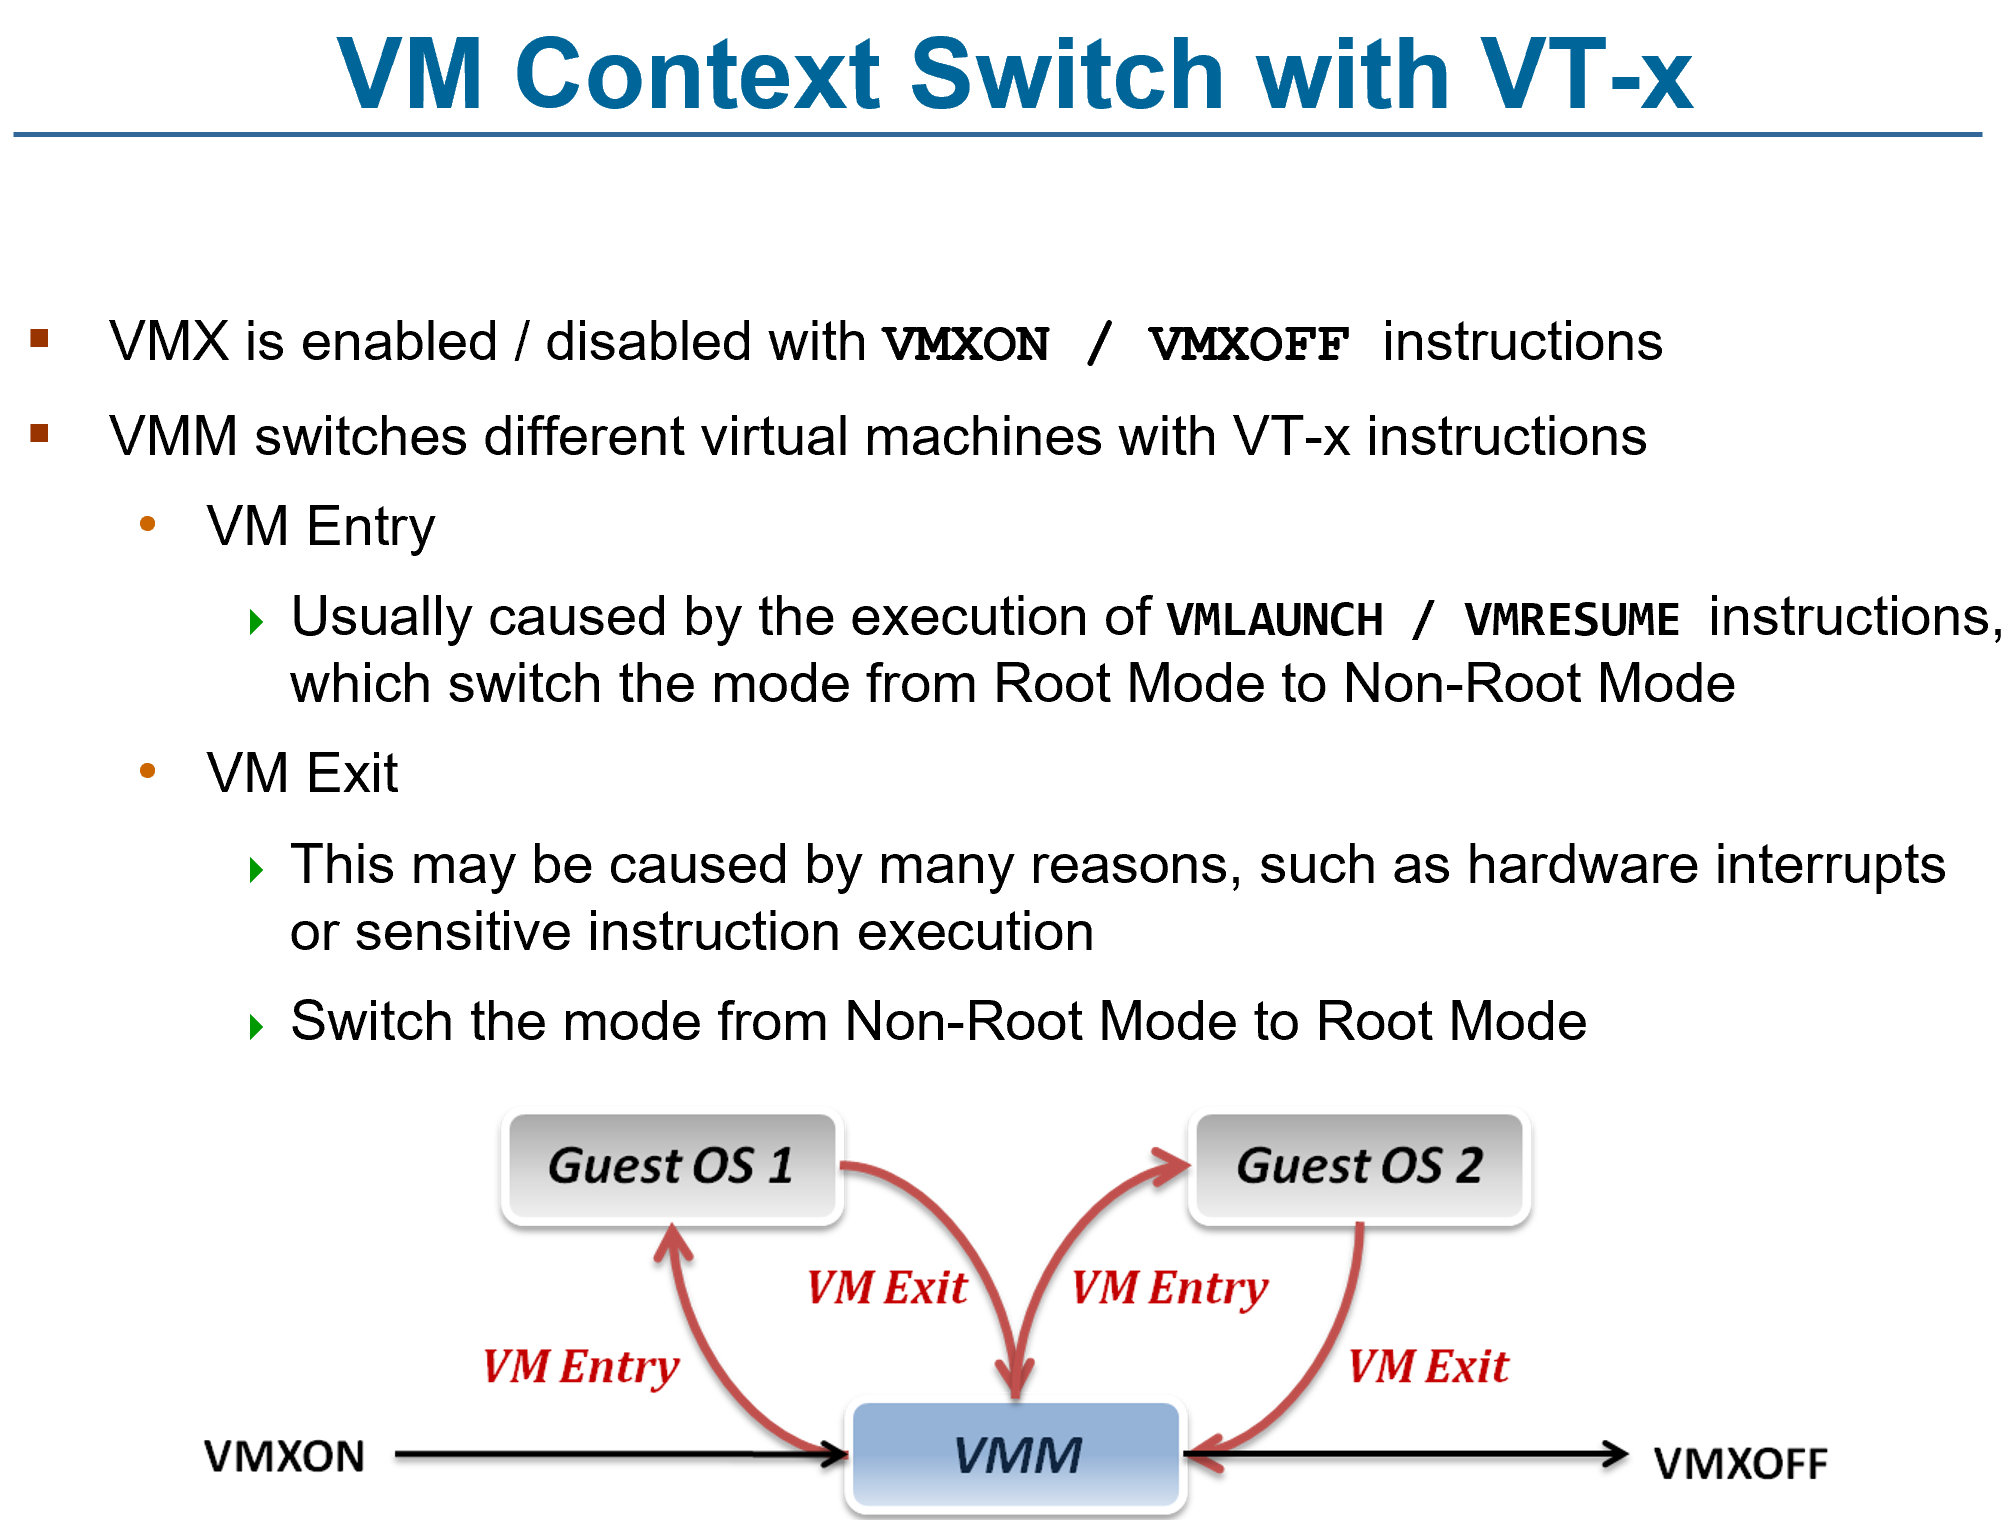 VM Context Switch with VT-x
VMX is enabled / disabled with VMXON / VMXOFF instructions
VMM switches different virtual machines with VT-x instructions
VM Entry
Usually caused by the execution of VMLAUNCH / VMRESUME instructions,
which switch the mode from Root Mode to Non-Root Mode
VM Exit
This may be caused by many reasons, such as hardware interrupts
or sensitive instruction execution
Switch the mode from Non-Root Mode to Root Mode
Guest OS 1
Guest OS 2
VM Exit
VM Entry
VM Entry
VM Exit
VMXON
VMM
VMXOFF